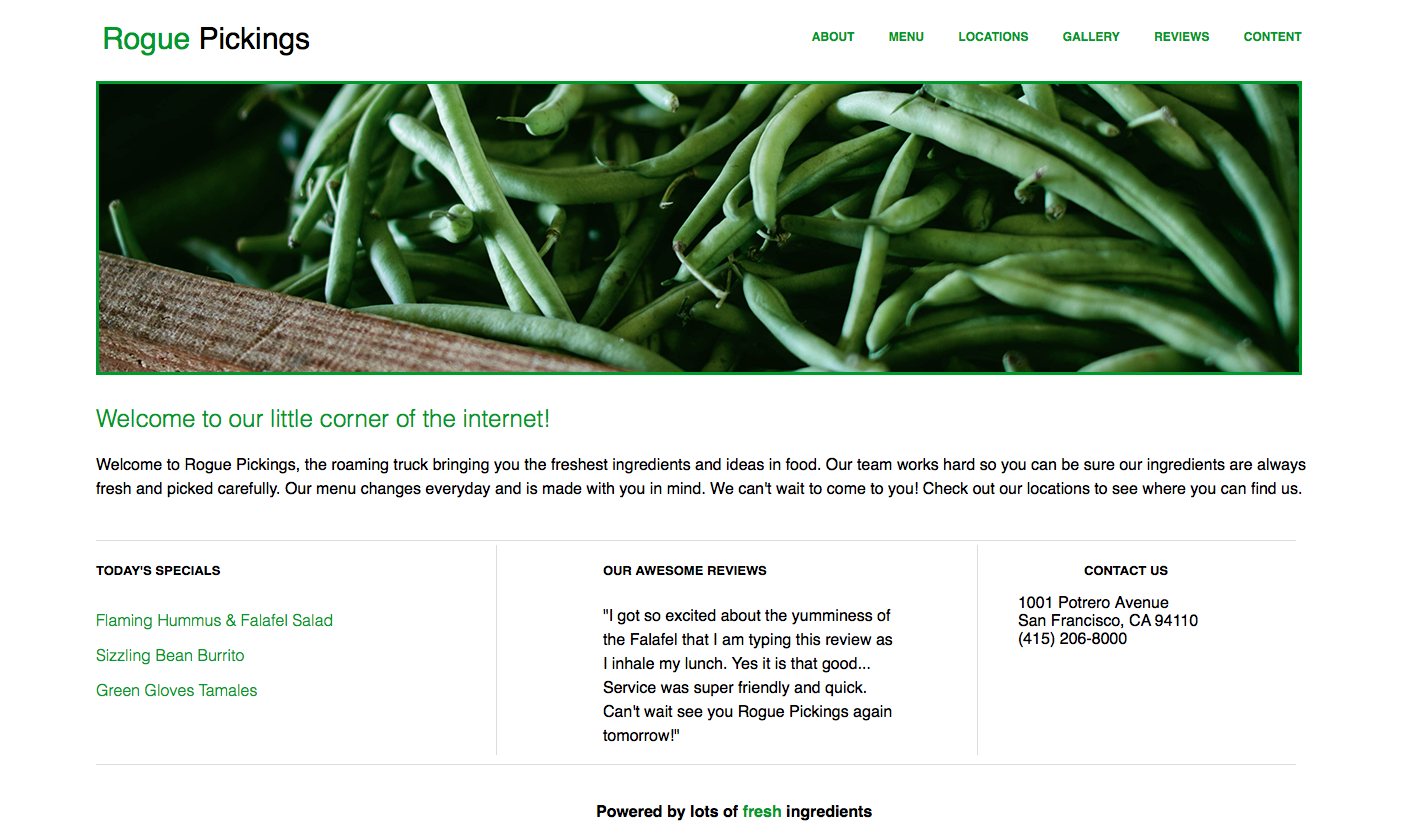 Rogue Pickings
ABOUT MENU LOCATIONS GALLERY REVIEWS CONTENT
Welcome to our little corner of the internet!
Welcome to Rogue Pickings, the roaming truck bringing you the freshest ingredients and ideas in food. Our team works hard so you can be sure our ingredients are always
fresh and picked carefully. Our menu changes everyday and is made with you in mind. We can't wait to come to you! Check out our locations to see where you can find us.
TODAY'S SPECIALS
Flaming Hummus & Falafel Salad
Sizzling Bean Burrito
Green Gloves Tamales
OUR AWESOME REVIEWS
"I got so excited about the yumminess of
the Falafel that I am typing this review as
I inhale my lunch. Yes it is that good...
Service was super friendly and quick.
Can't wait see you Rogue Pickings again
tomorrow!"
CONTACT US
1001 Potrero Avenue
San Francisco, CA 94110
(415) 206-8000
Powered by lots of fresh ingredients